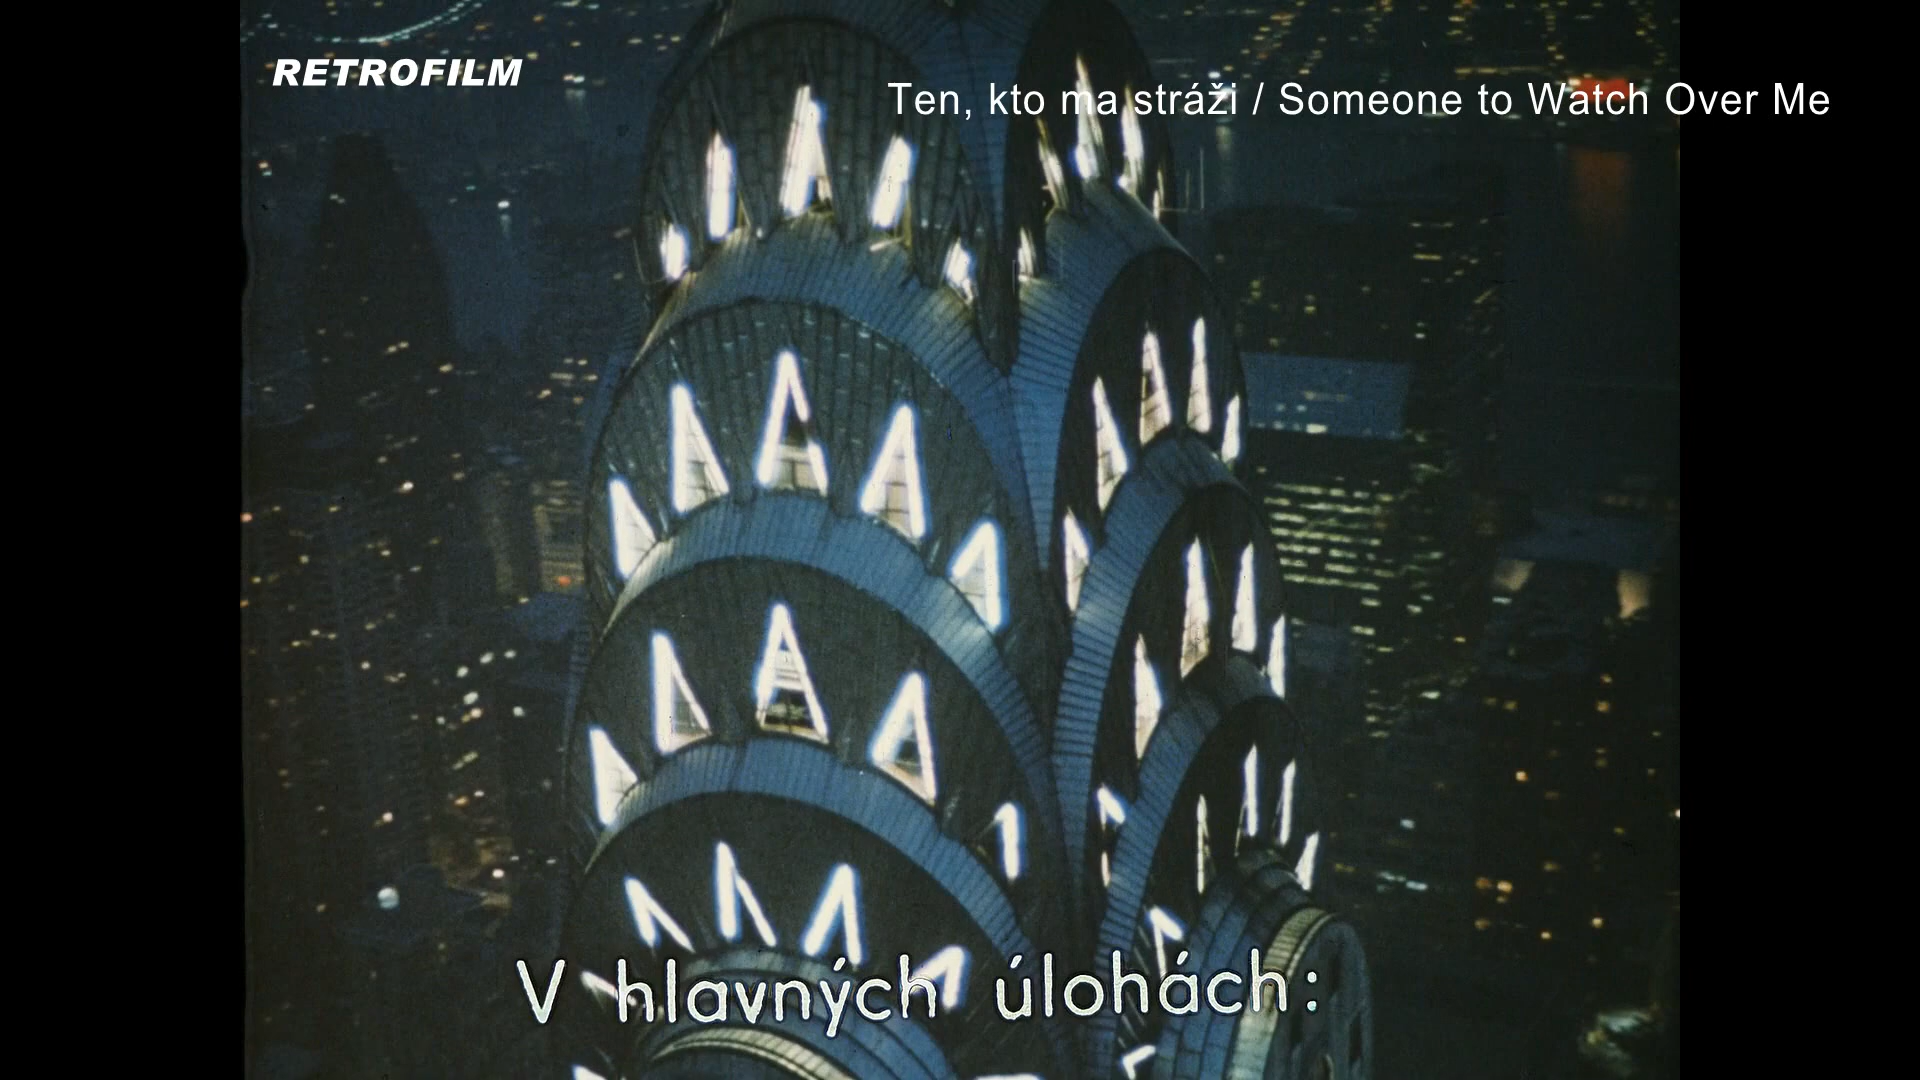 RETROFILM
Ten, kto ma stráži / Someone to Watch Over Me
V hlavných úlohách: